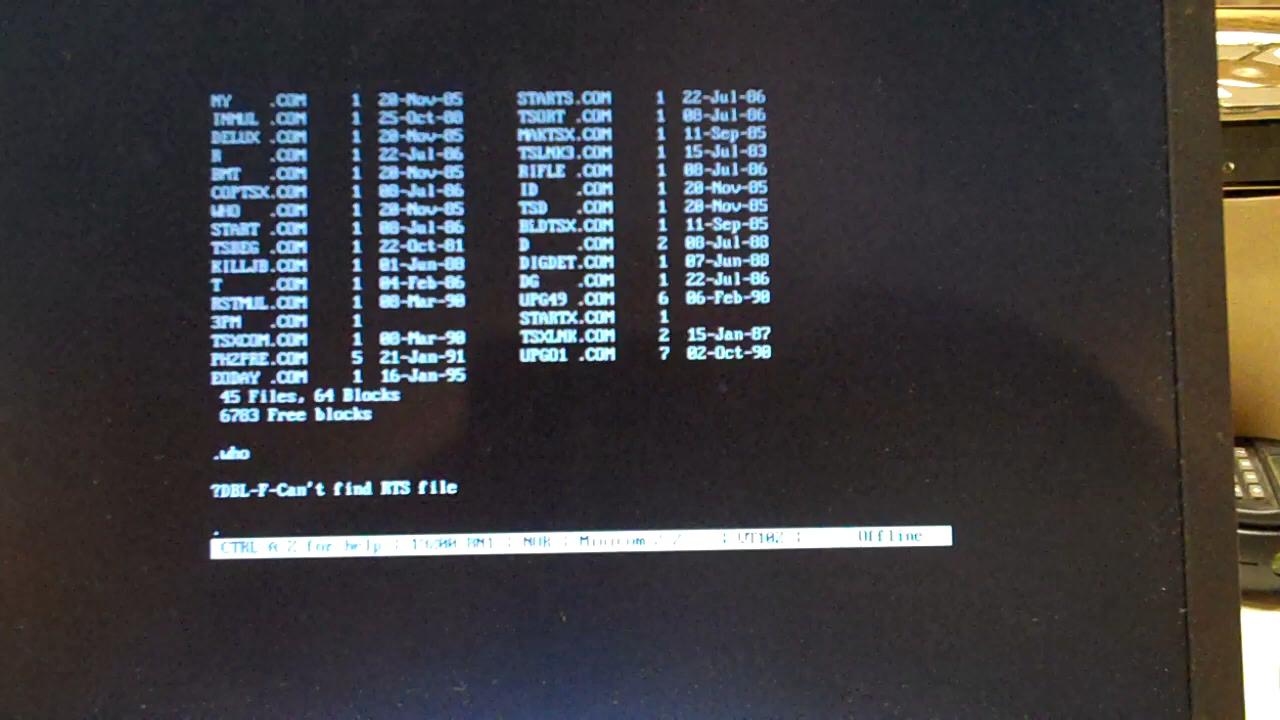 MY     .COM     1  20-Nov-85      STARTS.COM     1  22-Jul-86
INMUL  .COM     1  25-Oct-88      TSORT .COM     1  08-Jul-86
DELUX  .COM     1  20-Nov-85      MAKTSX.COM     1  11-Sep-85
R      .COM     1  22-Jul-86      TSLNK3.COM     1  15-Jul-83
BMT    .COM     1  20-Nov-85      RIFLE .COM     1  08-Jul-86
COPTSX.COM     1  08-Jul-86      ID    .COM     1  20-Nov-85
WHO    .COM     1  20-Nov-85      TSD   .COM     1  20-Nov-85
START  .COM     1  08-Jul-86      BLDTSX.COM     1  11-Sep-85
TSBEG  .COM     1  22-Oct-81      D     .COM     2  08-Jul-88
KILLJB.COM     1  01-Jun-88      DIGDET.COM     1  07-Jun-88
T      .COM     1  04-Feb-86      DG    .COM     1  22-Jul-86
RSTMUL.COM     1  08-Mar-90      UPG49 .COM     6  06-Feb-90
3PM    .COM     1                 STARTX.COM     1
TSXCOM.COM     1  08-Mar-90      TSXLNK.COM     2  15-Jan-87
PH2PRE.COM     5  21-Jan-91      UPGO1 .COM     7  02-Oct-90
EODAY  .COM     1  16-Jan-95
45 Files, 64 Blocks
6783 Free blocks
.who
?DBL-F-Can't find RTS file
.
CTRL A Z for help | 8N1 | NOR | Minicom | VT102 | Offline